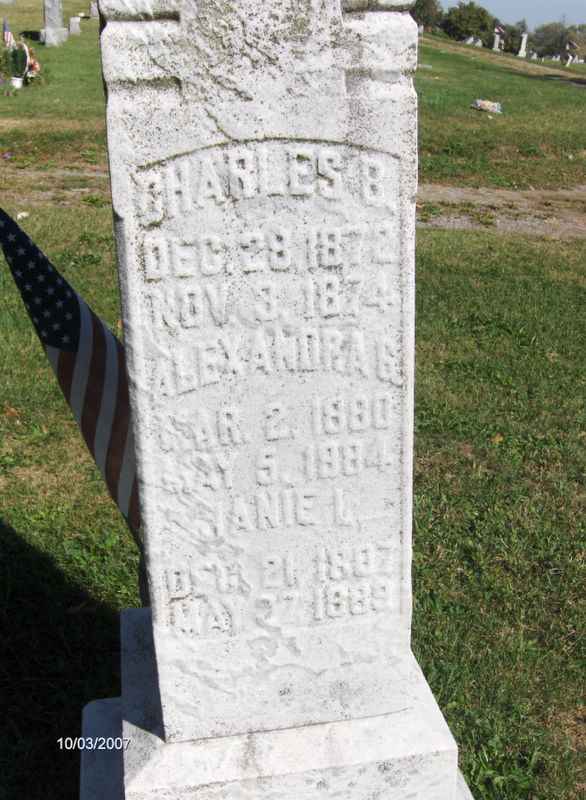 CHARLES B.
DEC. 28. 1872
NOV. 3. 1874
ALEXANDRA G.
MAR. 2. 1880
MAY 5. 1884
JANIE L.
DEC. 21. 1887
MAY 27. 1889
10/03/2007